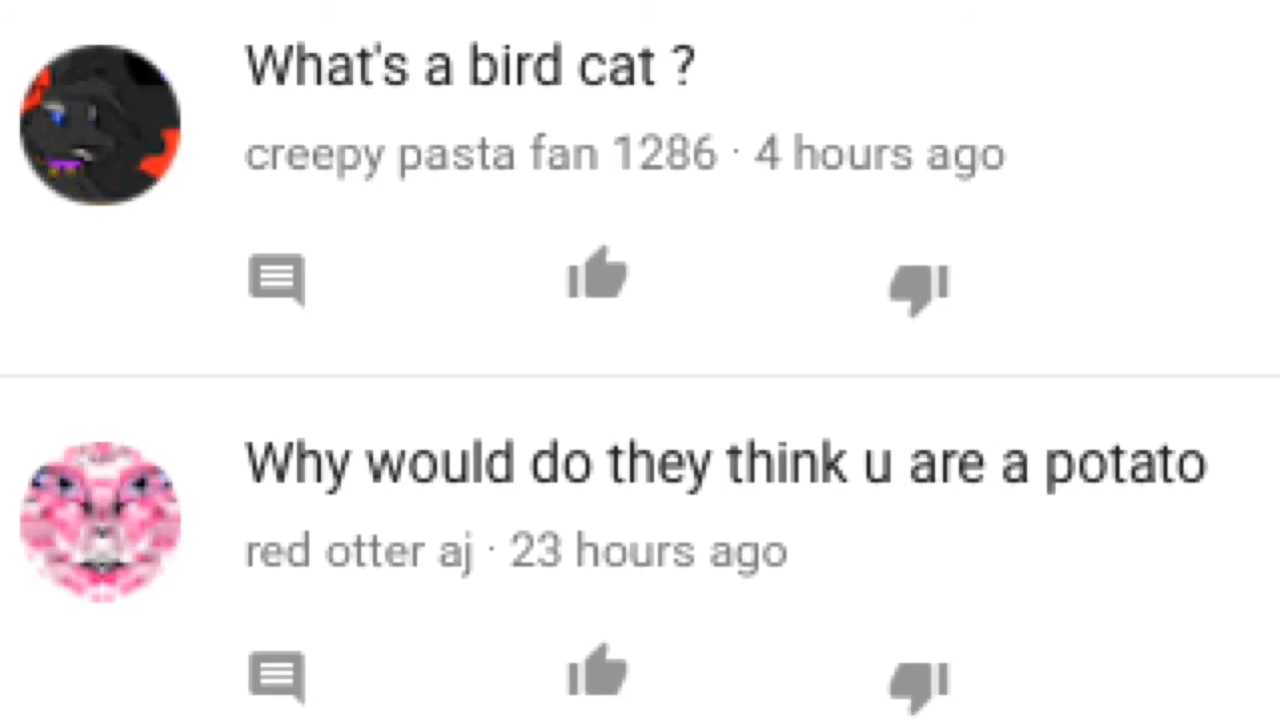 What's a bird cat ?
creepy pasta fan 1286 · 4 hours ago
Why would do they think u are a potato
red otter aj · 23 hours ago